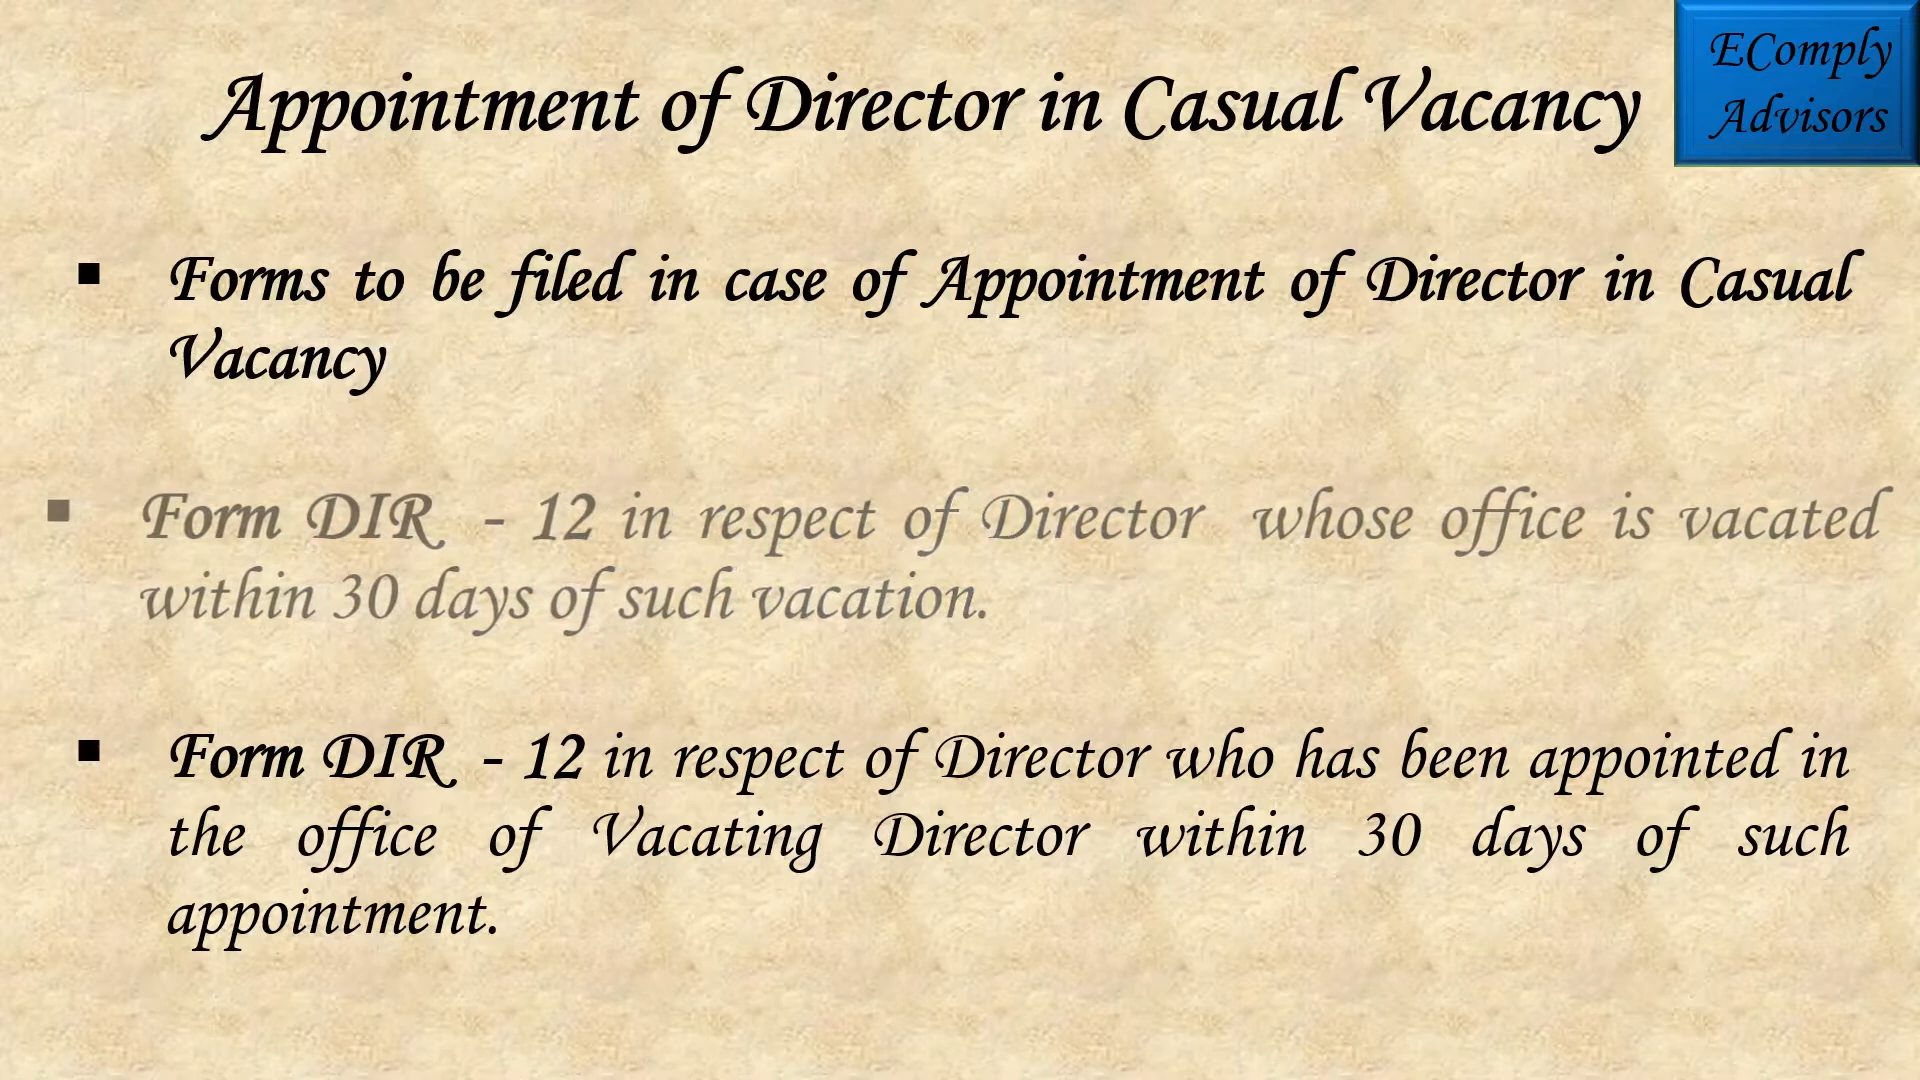 Appointment of Director in Casual Vacancy
EComply
Advisors
▪ Forms to be filed in case of Appointment of Director in Casual
Vacancy
▪ Form DIR - 12 in respect of Director whose office is vacated
within 30 days of such vacation.
▪ Form DIR - 12 in respect of Director who has been appointed in
the office of Vacating Director within 30 days of such
appointment.